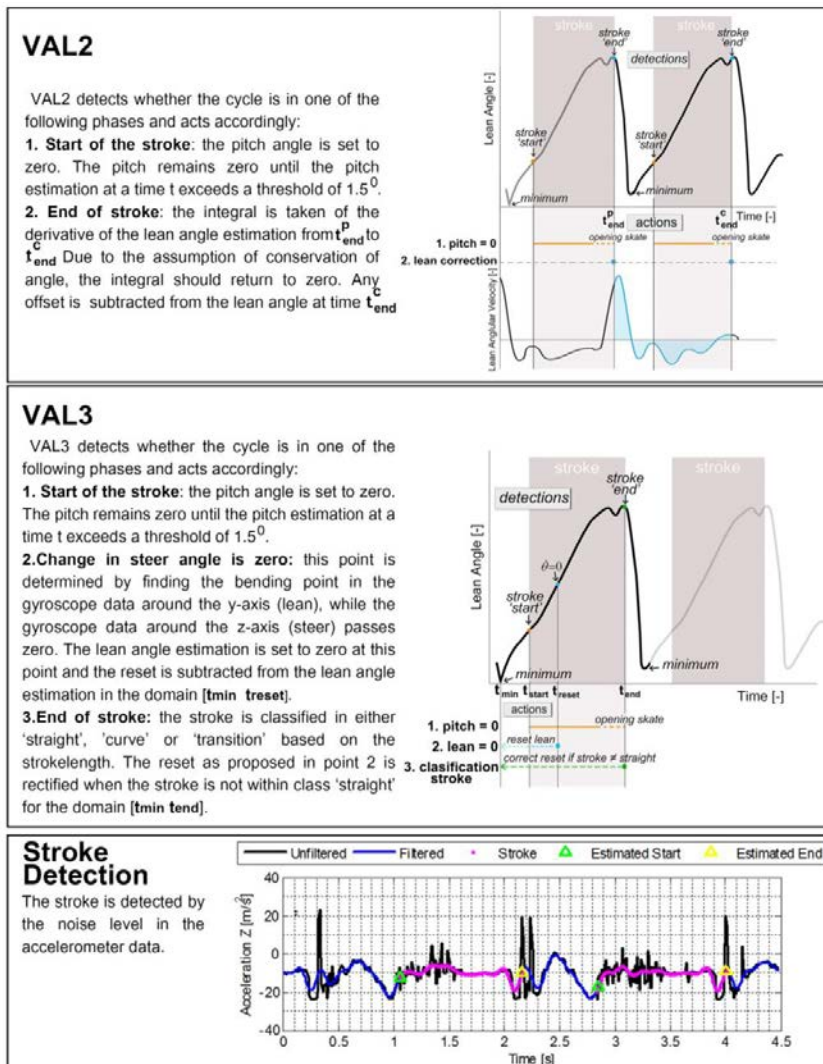 VAL2
VAL2 detects whether the cycle is in one of the
following phases and acts accordingly:
1. Start of the stroke: the pitch angle is set to
zero. The pitch remains zero until the pitch
estimation at a time t exceeds a threshold of 1.5⁰.
2. End of stroke: the integral is taken of the
derivative of the lean angle estimation from t^p_end to
t^c_end Due to the assumption of conservation of
angle, the integral should return to zero. Any
offset is subtracted from the lean angle at time t^c_end
stroke
stroke
stroke
'end'
stroke
'end'
detections
stroke
'start'
stroke
'start'
minimum
minimum
Lean Angle [-]
t^p_end
actions
t^c_end
Time [-]
1. pitch = 0
opening skate
opening skate
2. lean correction
Lean Anglular Velocity [-]
VAL3
VAL3 detects whether the cycle is in one of the
following phases and acts accordingly:
1. Start of the stroke: the pitch angle is set to zero.
The pitch remains zero until the pitch estimation at a
time t exceeds a threshold of 1.5⁰.
2.Change in steer angle is zero: this point is
determined by finding the bending point in the
gyroscope data around the y-axis (lean), while the
gyroscope data around the z-axis (steer) passes
zero. The lean angle estimation is set to zero at this
point and the reset is subtracted from the lean angle
estimation in the domain [tmin treset].
3.End of stroke: the stroke is classified in either
'straight', 'curve' or 'transition' based on the
strokelength. The reset as proposed in point 2 is
rectified when the stroke is not within class 'straight'
for the domain [tmin tend].
stroke
stroke
detections
stroke
'end'
θ̇=0
stroke
'start'
minimum
minimum
Lean Angle [-]
tmin tstart treset tend
Time [-]
actions
1. pitch = 0
opening skate
2. lean = 0
reset lean
3. clasification
stroke
correct reset if stroke ≠ straight
Stroke
Detection
The stroke is detected by
the noise level in the
accelerometer data.
Unfiltered Filtered Stroke Estimated Start Estimated End
Acceleration Z [m/s²]
40
20
0
-20
-40
0 0.5 1 1.5 2 2.5 3 3.5 4 4.5
Time [s]